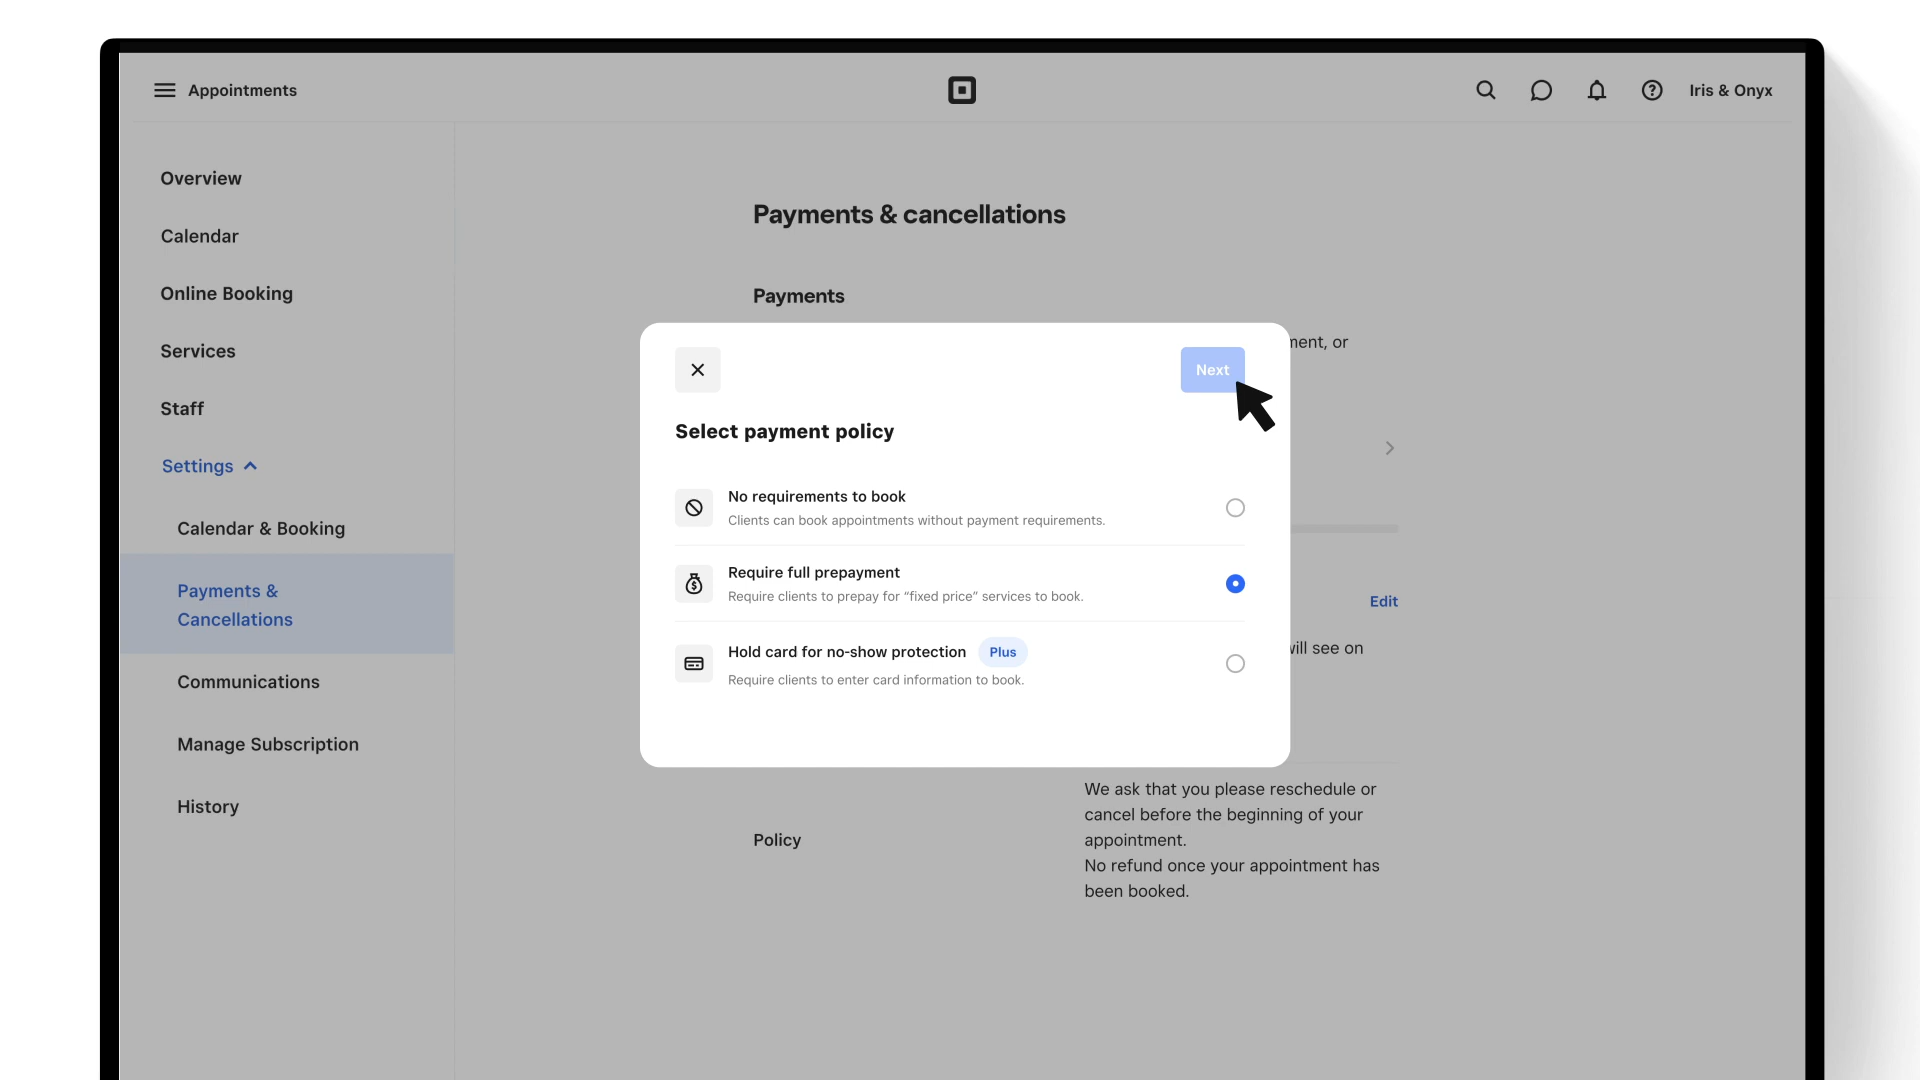 Appointments
Iris & Onyx
Overview
Calendar
Online Booking
Services
Staff
Settings
Calendar & Booking
Payments &
Cancellations
Communications
Manage Subscription
History
Payments & cancellations
Payments
ment, or
Next
Select payment policy
No requirements to book
Clients can book appointments without payment requirements.
Require full prepayment
Require clients to prepay for “fixed price” services to book.
Hold card for no-show protection Plus
Require clients to enter card information to book.
Edit
will see on
Policy
We ask that you please reschedule or
cancel before the beginning of your
appointment.
No refund once your appointment has
been booked.